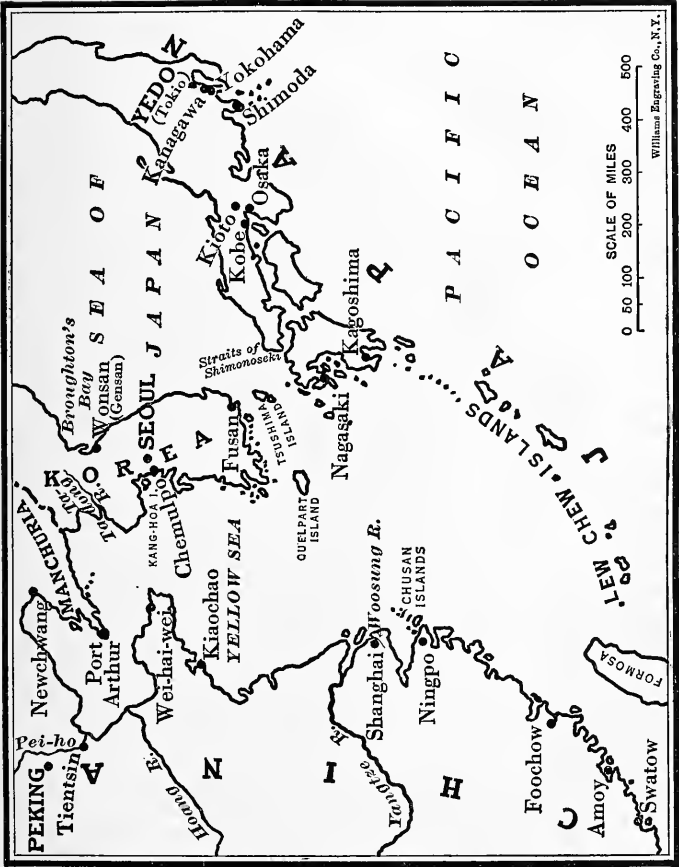 PEKING
Pei-ho
Tientsin
Newchwang
MANCHURIA
Port
Arthur
Wei-hai-wei
Kiaochao
Hoang R.
YELLOW SEA
CHINA
Yangtze R.
Shanghai
Woosung R.
CHUSAN
ISLANDS
Ningpo
Foochow
Amoy
Swatow
FORMOSA
KOREA
Ta-
Tadong R.
Broughton's
Bay
Wonsan
(Gensan)
SEOUL
KANG-HOA I.
Chemulpo
Fusan
TSUSHIMA
ISLAND
QUELPART
ISLAND
SEA OF
JAPAN
Straits of
Shimonoseki
Nagasaki
Kagoshima
JAPAN
YEDO
(Tokio)
Kanagawa
Yokohama
Shimoda
Kioto
Kobe
Osaka
LEW CHEW ISLANDS
PACIFIC
OCEAN
SCALE OF MILES
0 50 100 200 300 400 500
Williams Engraving Co., N.Y.